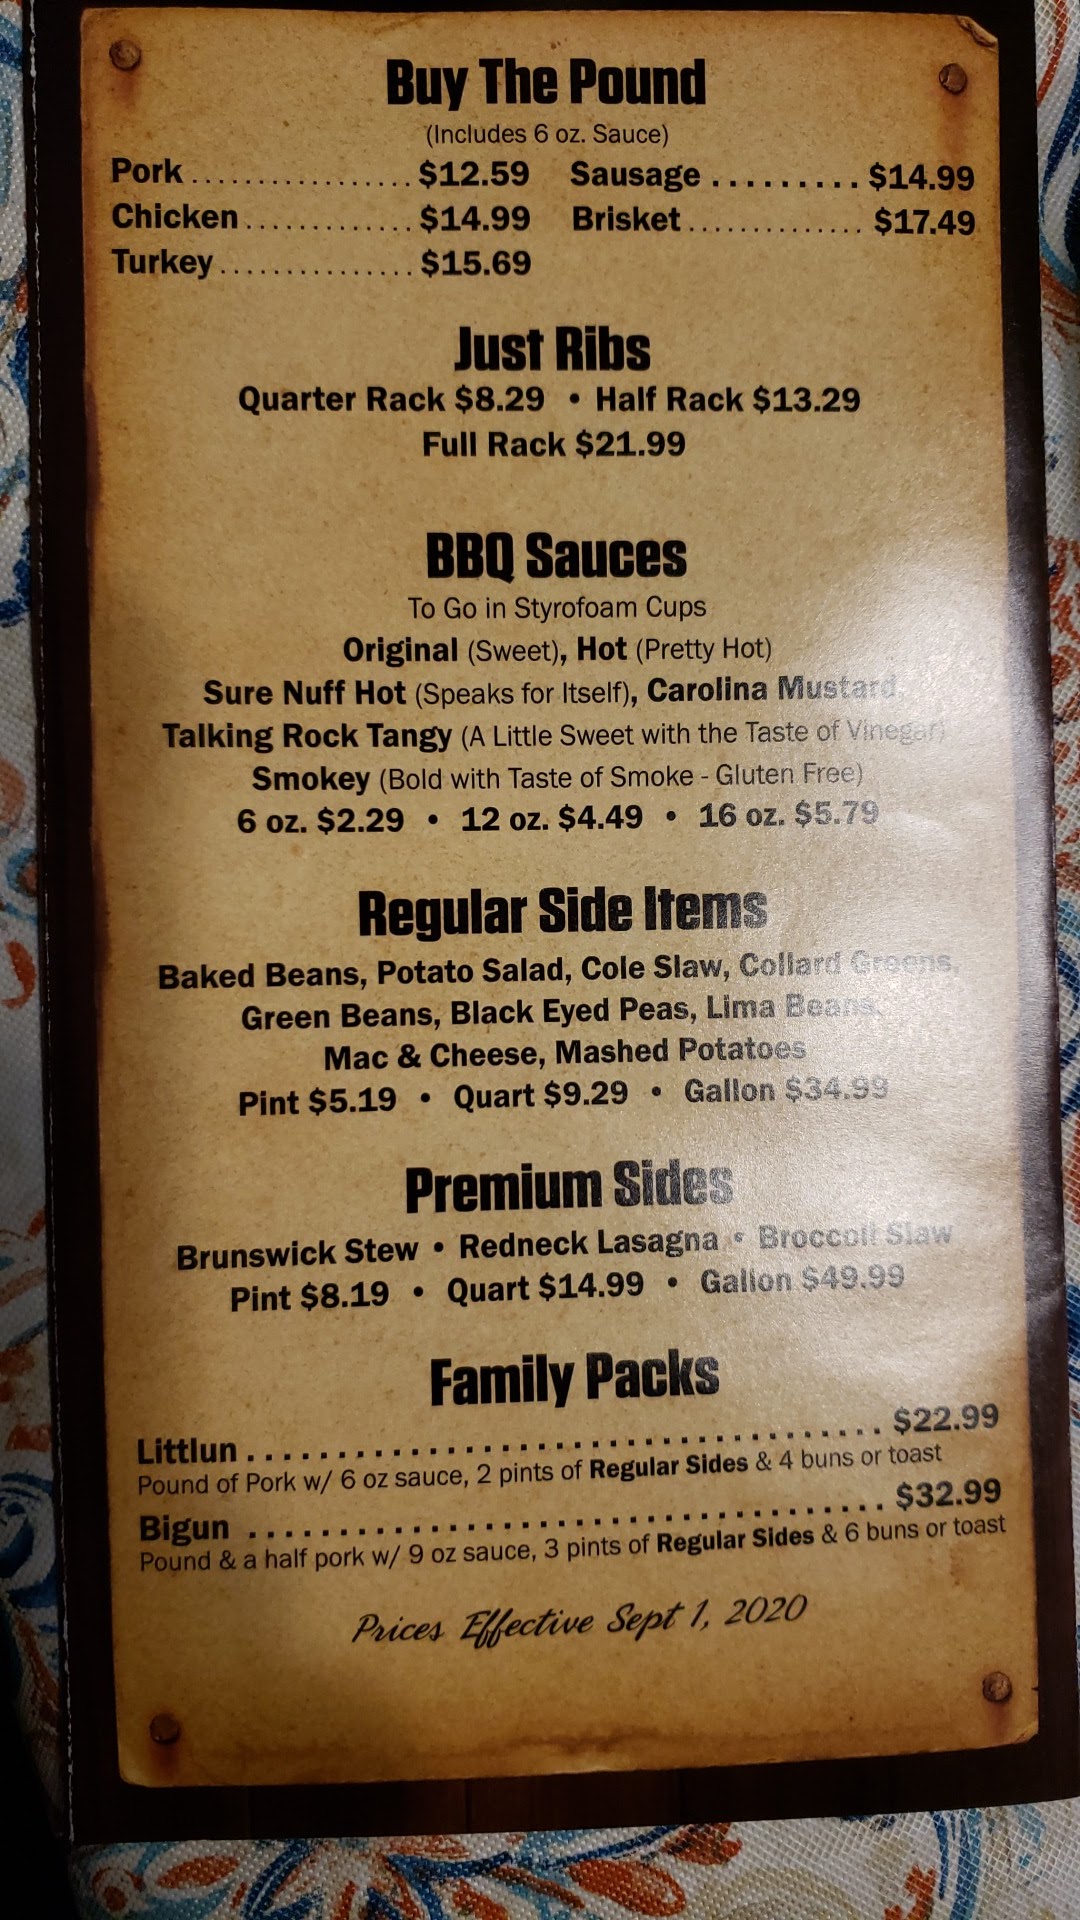 Buy The Pound
(Includes 6 oz. Sauce)
Pork ................. $12.59 Sausage ......... $14.99
Chicken ............. $14.99 Brisket .............. $17.49
Turkey ............... $15.69
Just Ribs
Quarter Rack $8.29 • Half Rack $13.29
Full Rack $21.99
BBQ Sauces
To Go in Styrofoam Cups
Original (Sweet), Hot (Pretty Hot)
Sure Nuff Hot (Speaks for Itself), Carolina Mustard,
Talking Rock Tangy (A Little Sweet with the Taste of Vinegar)
Smokey (Bold with Taste of Smoke - Gluten Free)
6 oz. $2.29 • 12 oz. $4.49 • 16 oz. $5.79
Regular Side Items
Baked Beans, Potato Salad, Cole Slaw, Collard Greens,
Green Beans, Black Eyed Peas, Lima Beans,
Mac & Cheese, Mashed Potatoes
Pint $5.19 • Quart $9.29 • Gallon $34.99
Premium Sides
Brunswick Stew • Redneck Lasagna • Broccoli Slaw
Pint $8.19 • Quart $14.99 • Gallon $49.99
Family Packs
Littlun .................................... $22.99
Pound of Pork w/ 6 oz sauce, 2 pints of Regular Sides & 4 buns or toast
Bigun .................................... $32.99
Pound & a half pork w/ 9 oz sauce, 3 pints of Regular Sides & 6 buns or toast
Prices Effective Sept 1, 2020